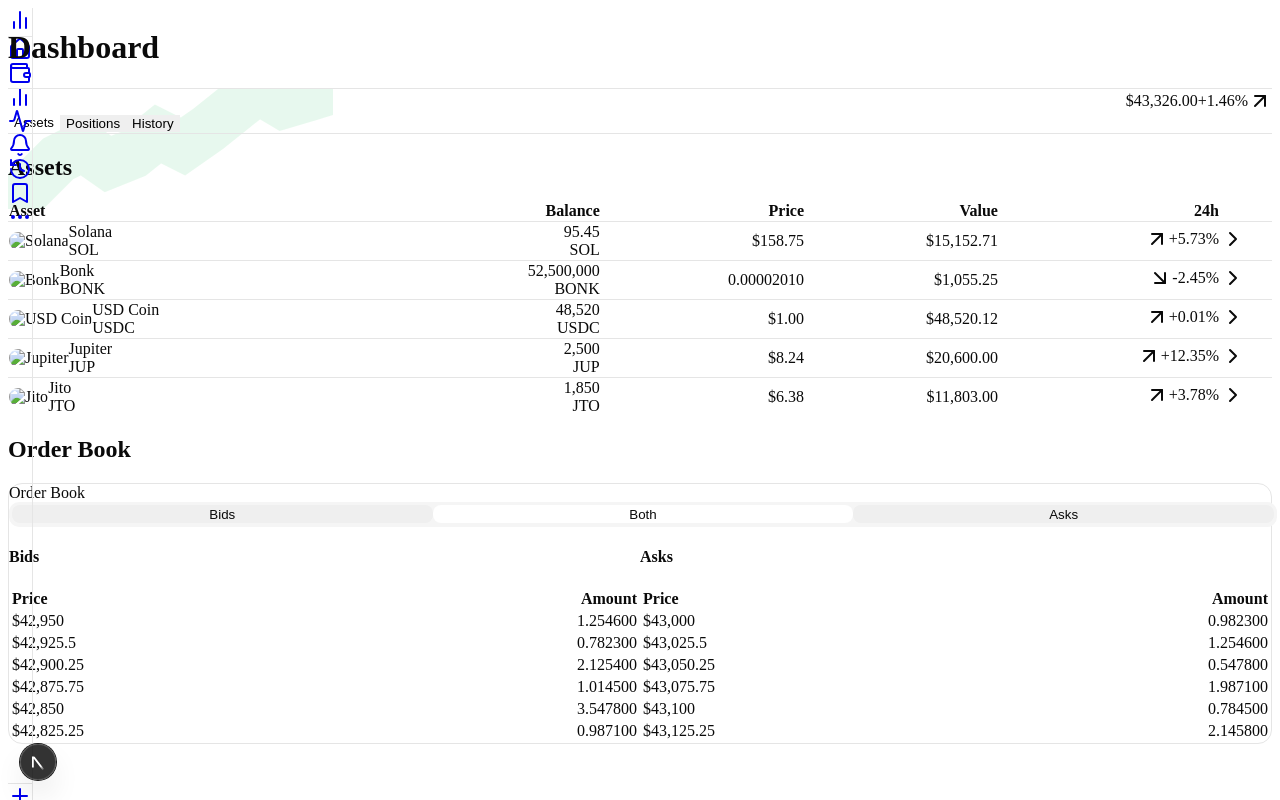 Dashboard
$43,326.00+1.46%
Assets Positions History
Assets
Asset Balance Price Value 24h
Solana Solana SOL 95.45 SOL $158.75 $15,152.71 +5.73%
Bonk Bonk BONK 52,500,000 BONK 0.00002010 $1,055.25 -2.45%
USD Coin USD Coin USDC 48,520 USDC $1.00 $48,520.12 +0.01%
Jupiter Jupiter JUP 2,500 JUP $8.24 $20,600.00 +12.35%
Jito Jito JTO 1,850 JTO $6.38 $11,803.00 +3.78%
Order Book
Order Book
Bids Both Asks
Bids Asks
Price Amount Price Amount
$42,950 1.254600 $43,000 0.982300
$42,925.5 0.782300 $43,025.5 1.254600
$42,900.25 2.125400 $43,050.25 0.547800
$42,875.75 1.014500 $43,075.75 1.987100
$42,850 3.547800 $43,100 0.784500
$42,825.25 0.987100 $43,125.25 2.145800